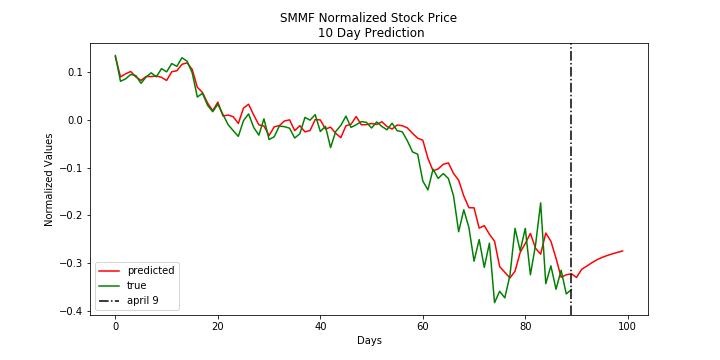 SMMF Normalized Stock Price
10 Day Prediction
Normalized Values
0.1
0.0
−0.1
−0.2
−0.3
−0.4
predicted
true
april 9
0 20 40 60 80 100
Days